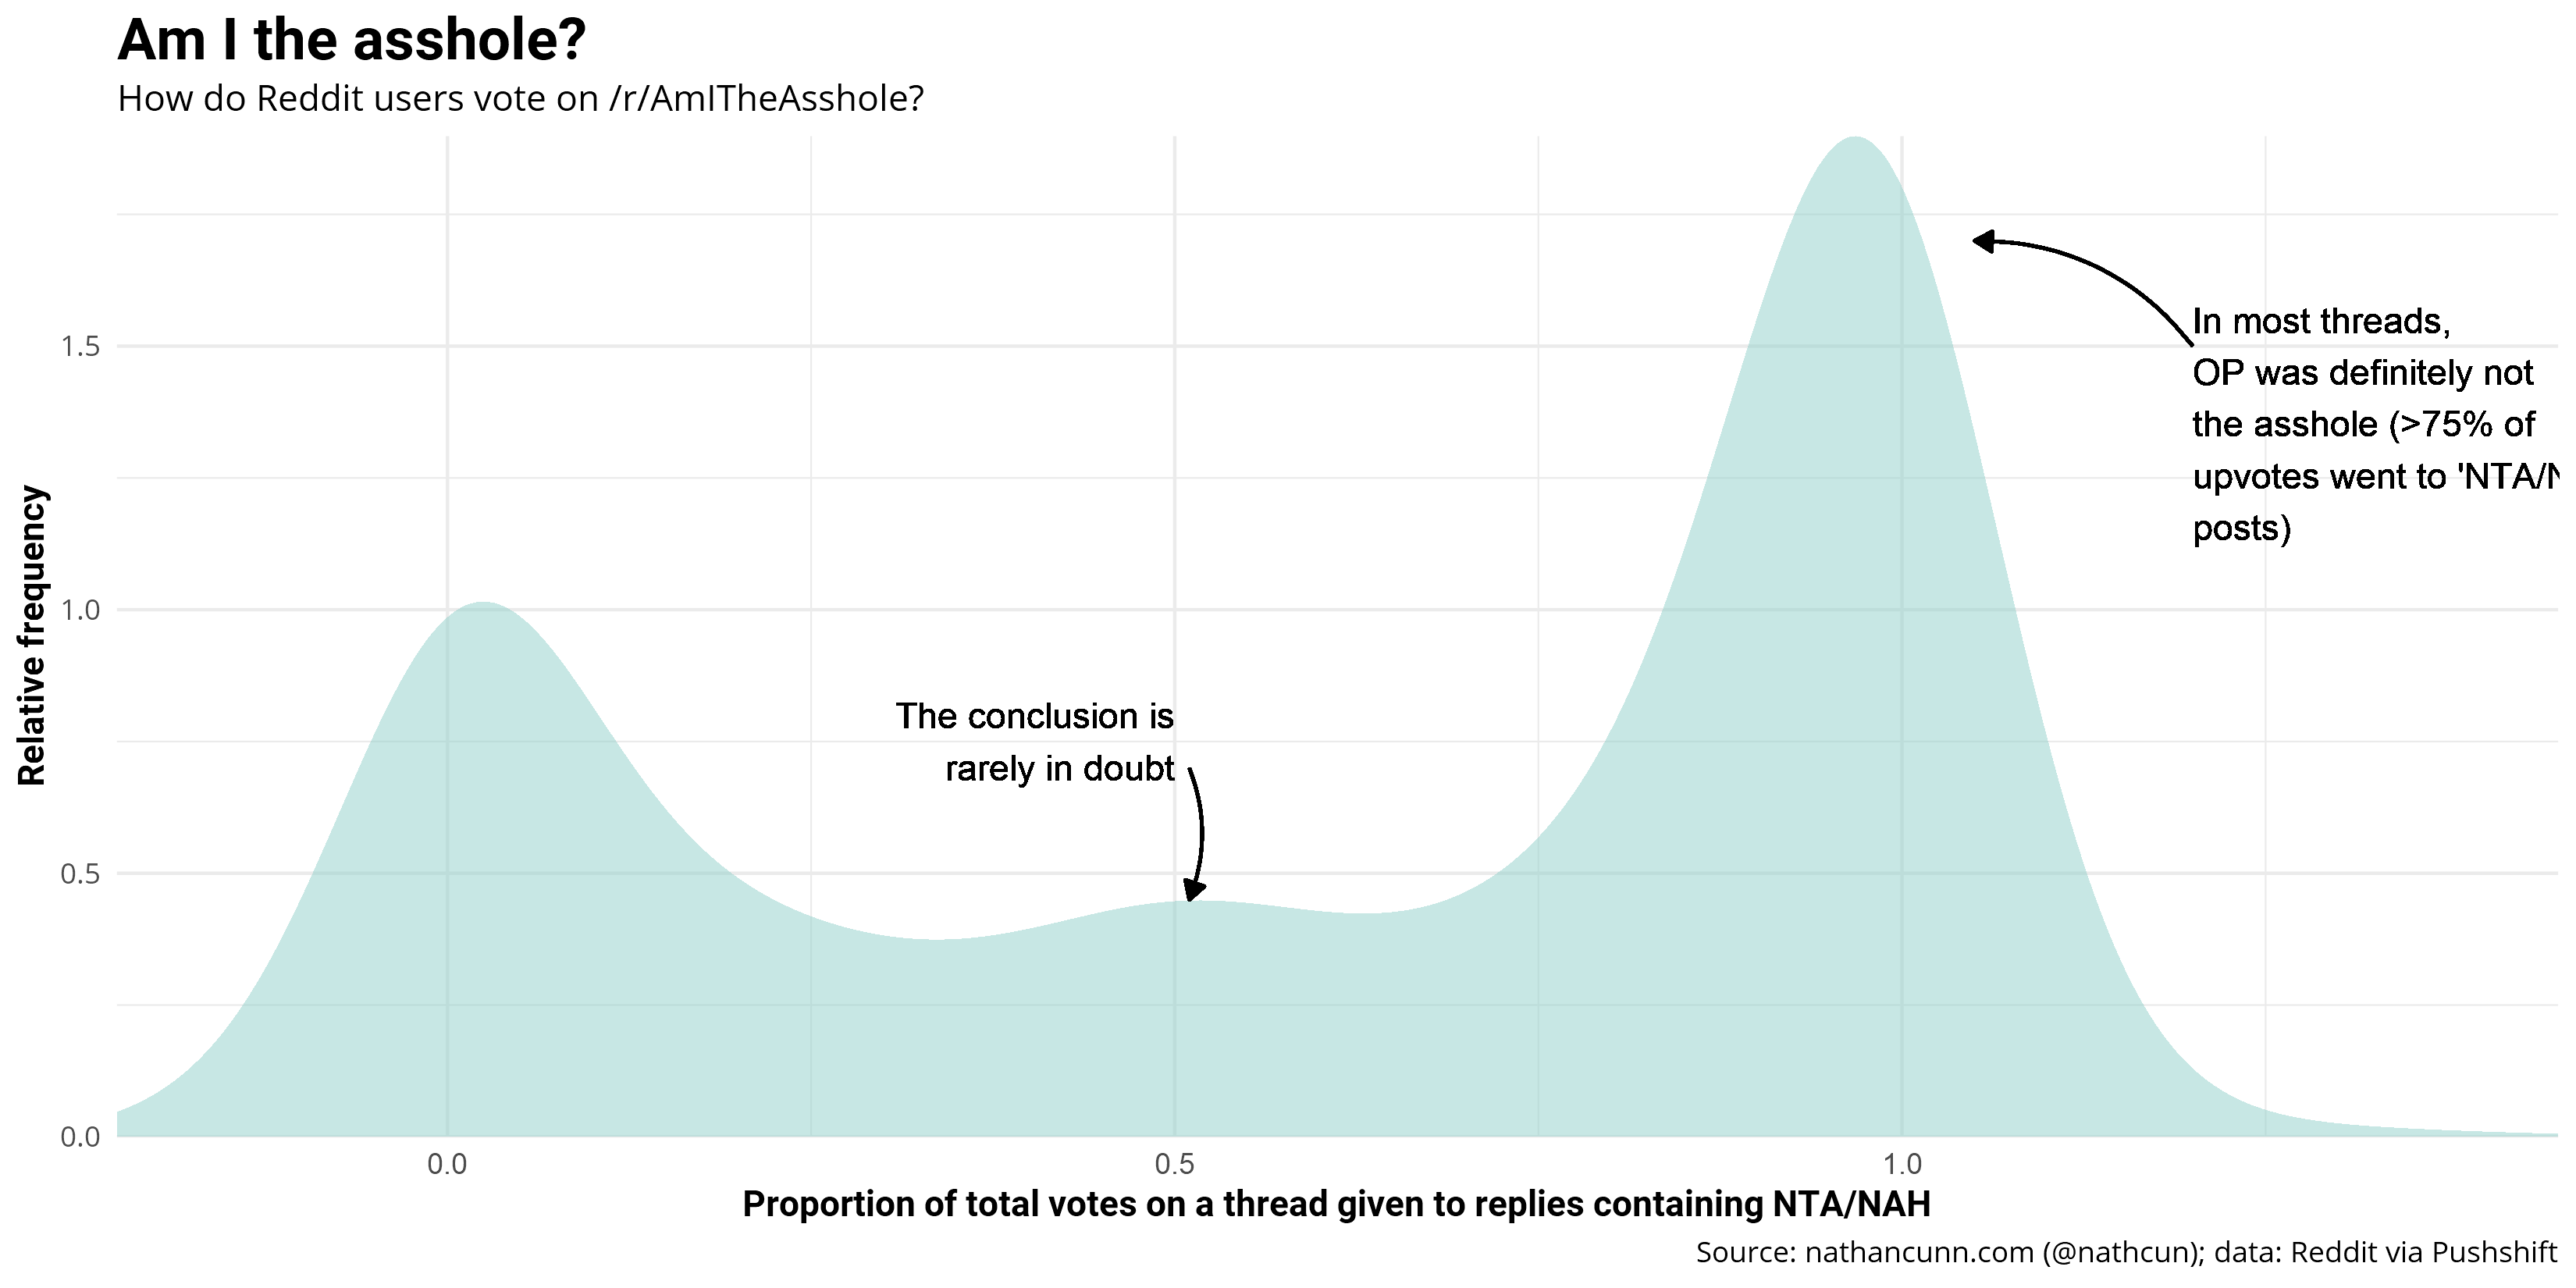 Am I the asshole?
How do Reddit users vote on /r/AmITheAsshole?
In most threads,
OP was definitely not
the asshole (>75% of
upvotes went to 'NTA/N
posts)
The conclusion is
rarely in doubt
Relative frequency
1.5
1.0
0.5
0.0
0.0 0.5 1.0
Proportion of total votes on a thread given to replies containing NTA/NAH
Source: nathancunn.com (@nathcun); data: Reddit via Pushshift